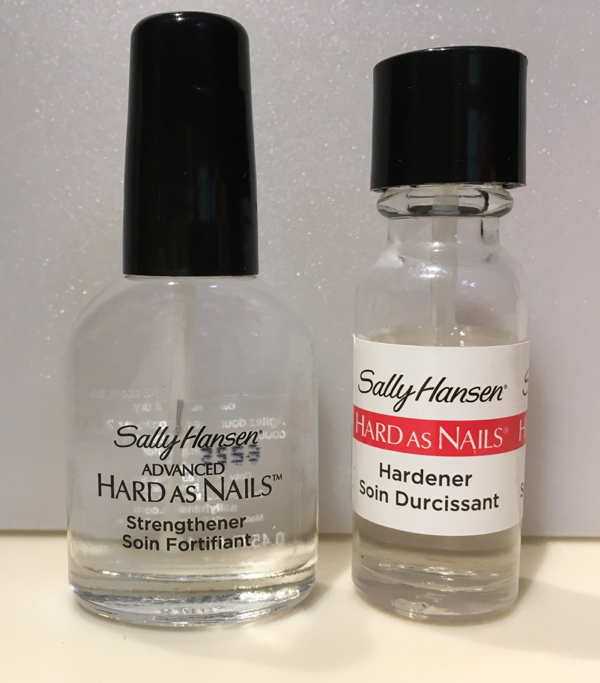 Sally Hansen®
ADVANCED
HARD AS NAILS™
Strengthener
Soin Fortifiant
Sally Hansen®
HARD AS NAILS®
Hardener
Soin Durcissant